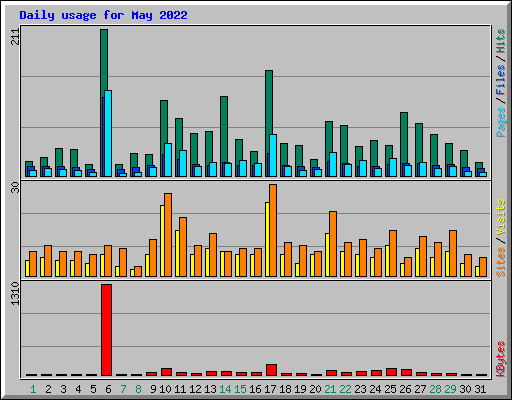 Daily usage for May 2022
211
Pages / Files / Hits
30
Sites / Visits
1310
KBytes
1 2 3 4 5 6 7 8 9 10 11 12 13 14 15 16 17 18 19 20 21 22 23 24 25 26 27 28 29 30 31